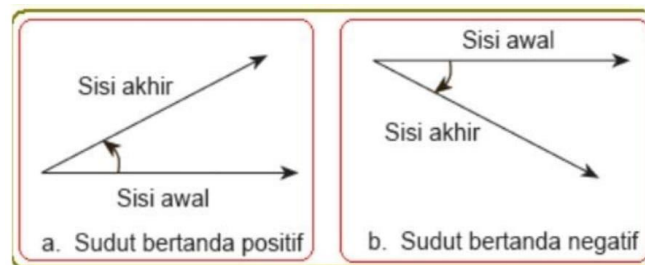 Sisi akhir
Sisi awal
a. Sudut bertanda positif
Sisi awal
Sisi akhir
b. Sudut bertanda negatif